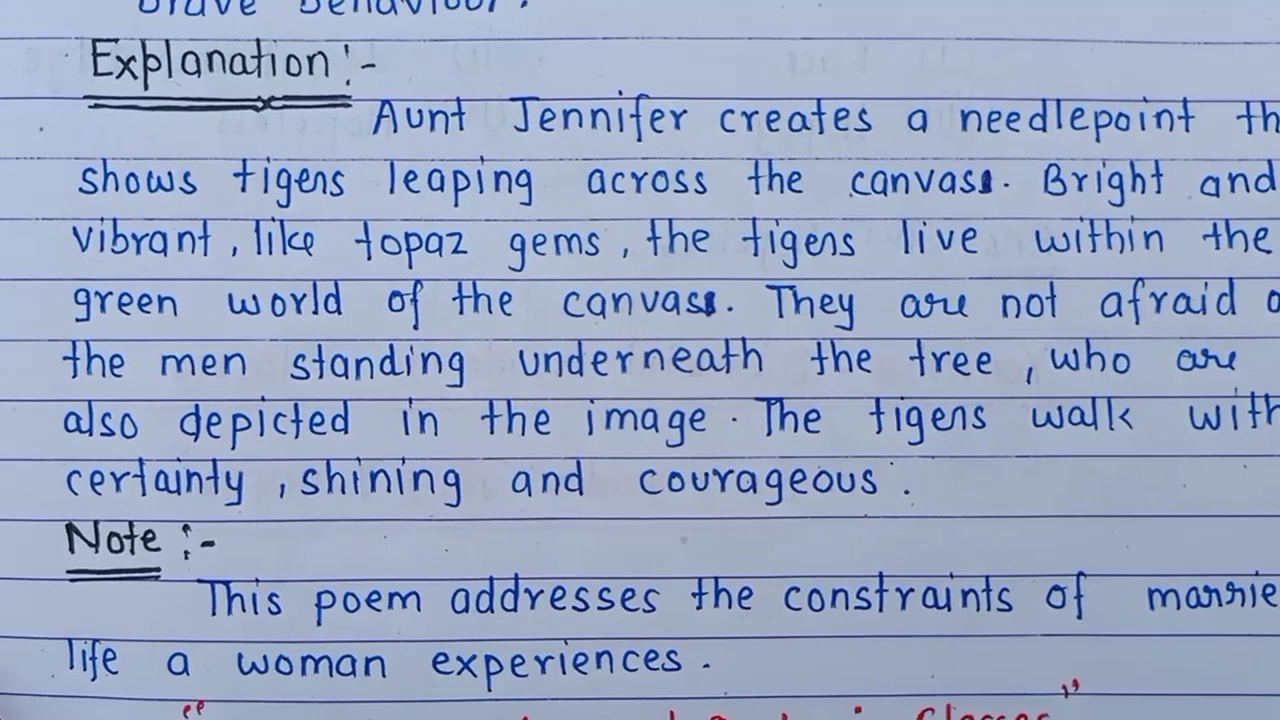 Brave Behaviour.
Explanation :-
Aunt Jennifer creates a needlepoint th
shows tigers leaping across the canvass. Bright and
vibrant, like topaz gems, the tigers live within the
green world of the canvass. They are not afraid o
the men standing underneath the tree, who are
also depicted in the image. The tigers walk with
certainty, shining and courageous.
Note :-
This poem addresses the constraints of marrie
life a woman experiences.
" Classes "